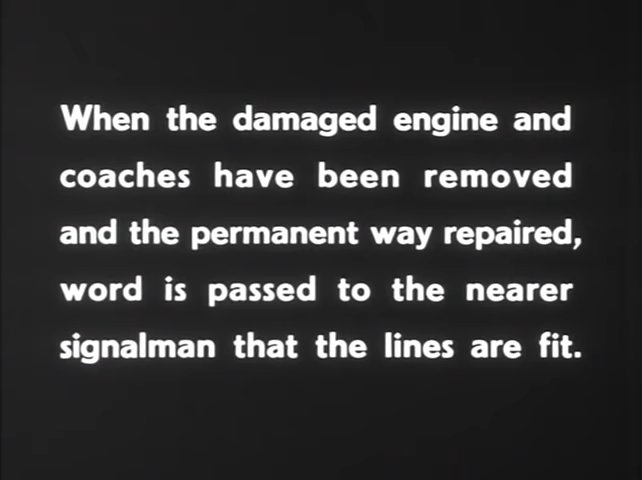 When the damaged engine and
coaches have been removed
and the permanent way repaired,
word is passed to the nearer
signalman that the lines are fit.